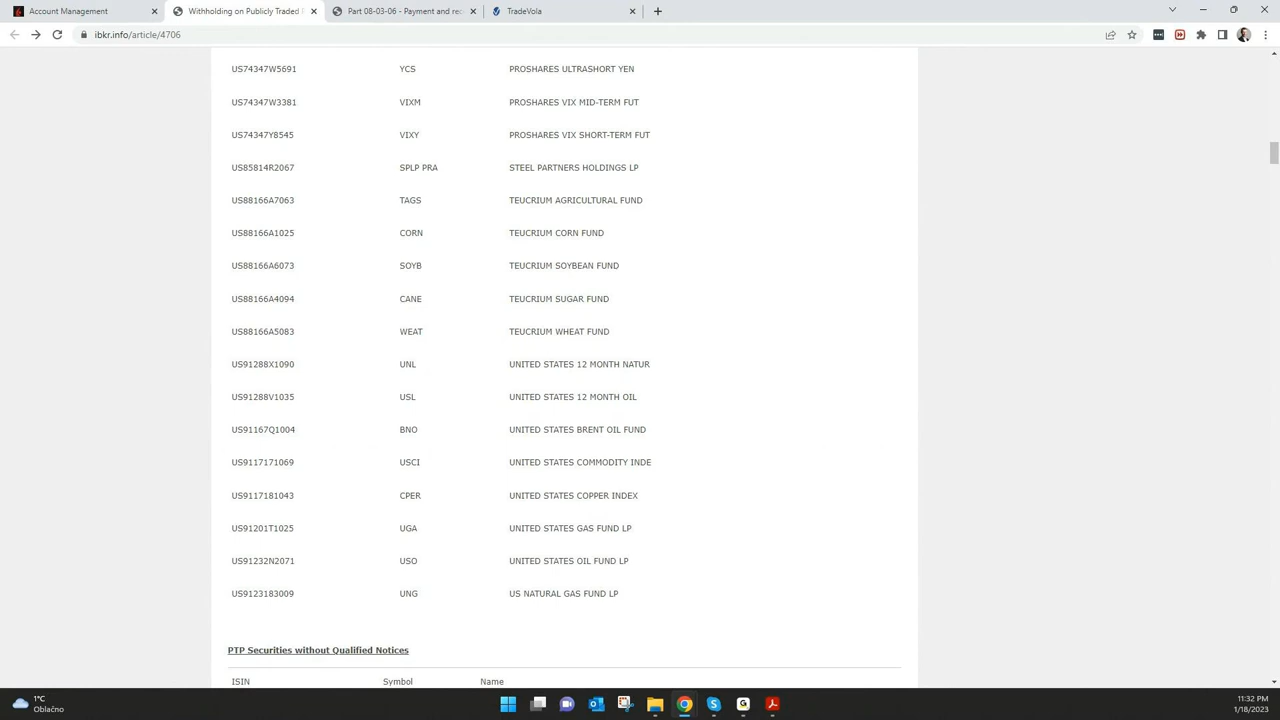 Account Management
Withholding on Publicly Traded
Part 08-03-06 - Payment and rec
TradeVola
ibkr.info/article/4706
US74347W5691 YCS PROSHARES ULTRASHORT YEN
US74347W3381 VIXM PROSHARES VIX MID-TERM FUT
US74347Y8545 VIXY PROSHARES VIX SHORT-TERM FUT
US85814R2067 SPLP PRA STEEL PARTNERS HOLDINGS LP
US88166A7063 TAGS TEUCRIUM AGRICULTURAL FUND
US88166A1025 CORN TEUCRIUM CORN FUND
US88166A6073 SOYB TEUCRIUM SOYBEAN FUND
US88166A4094 CANE TEUCRIUM SUGAR FUND
US88166A5083 WEAT TEUCRIUM WHEAT FUND
US91288X1090 UNL UNITED STATES 12 MONTH NATUR
US91288V1035 USL UNITED STATES 12 MONTH OIL
US91167Q1004 BNO UNITED STATES BRENT OIL FUND
US9117171069 USCI UNITED STATES COMMODITY INDE
US9117181043 CPER UNITED STATES COPPER INDEX
US91201T1025 UGA UNITED STATES GAS FUND LP
US91232N2071 USO UNITED STATES OIL FUND LP
US9123183009 UNG US NATURAL GAS FUND LP
PTP Securities without Qualified Notices
ISIN Symbol Name
1°C
Oblačno
11:32 PM
1/18/2023